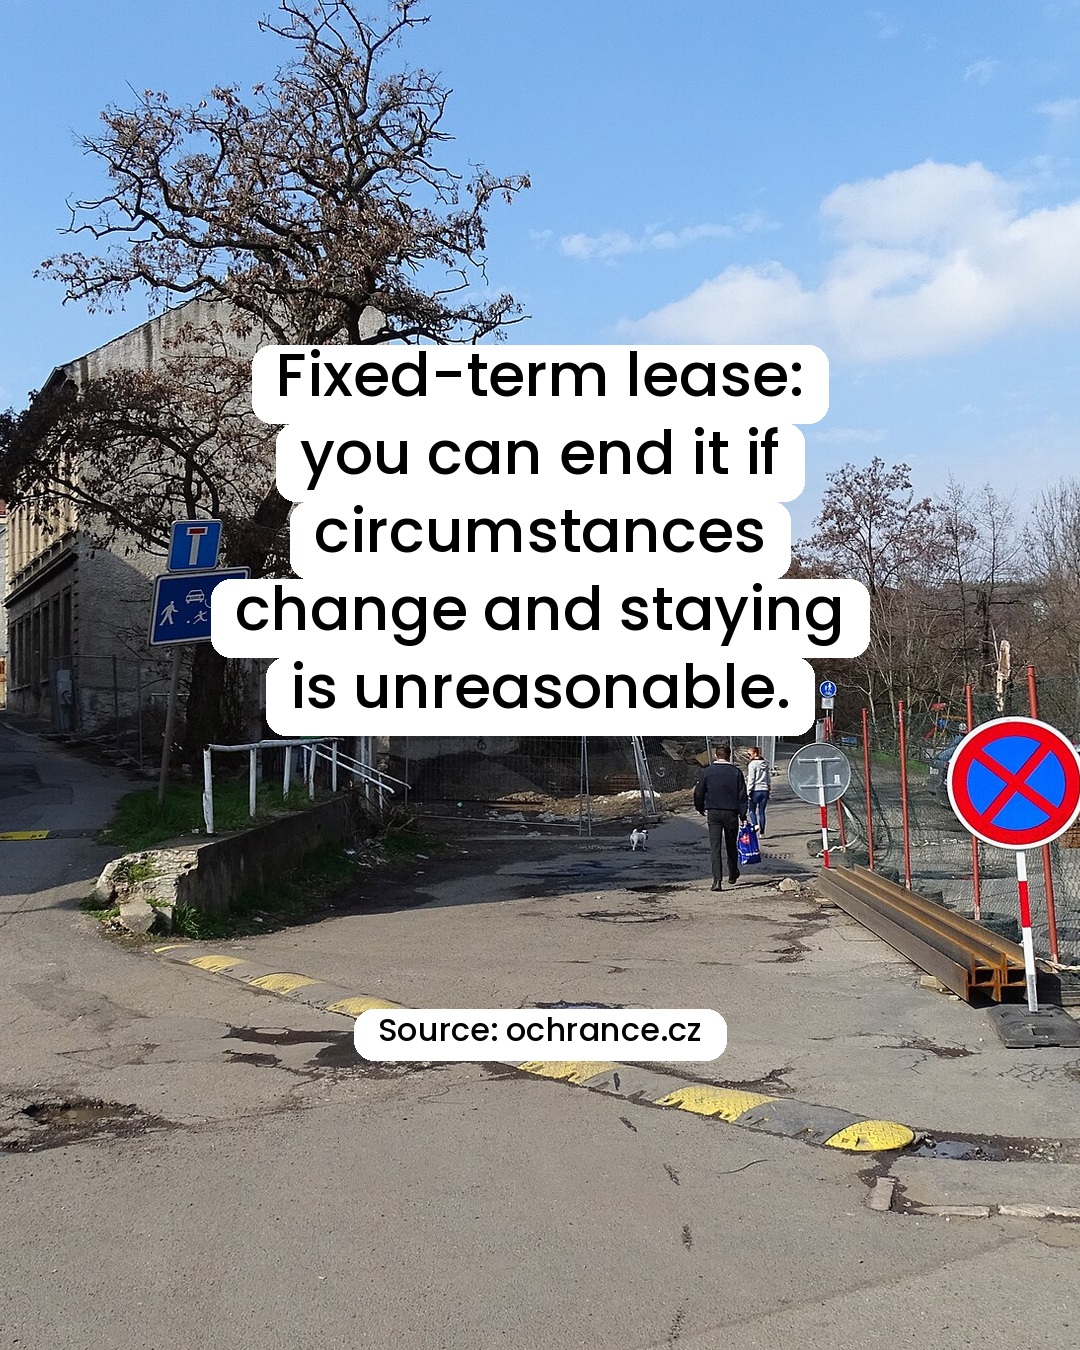 Fixed-term lease:
you can end it if
circumstances
change and staying
is unreasonable.
Source: ochrance.cz